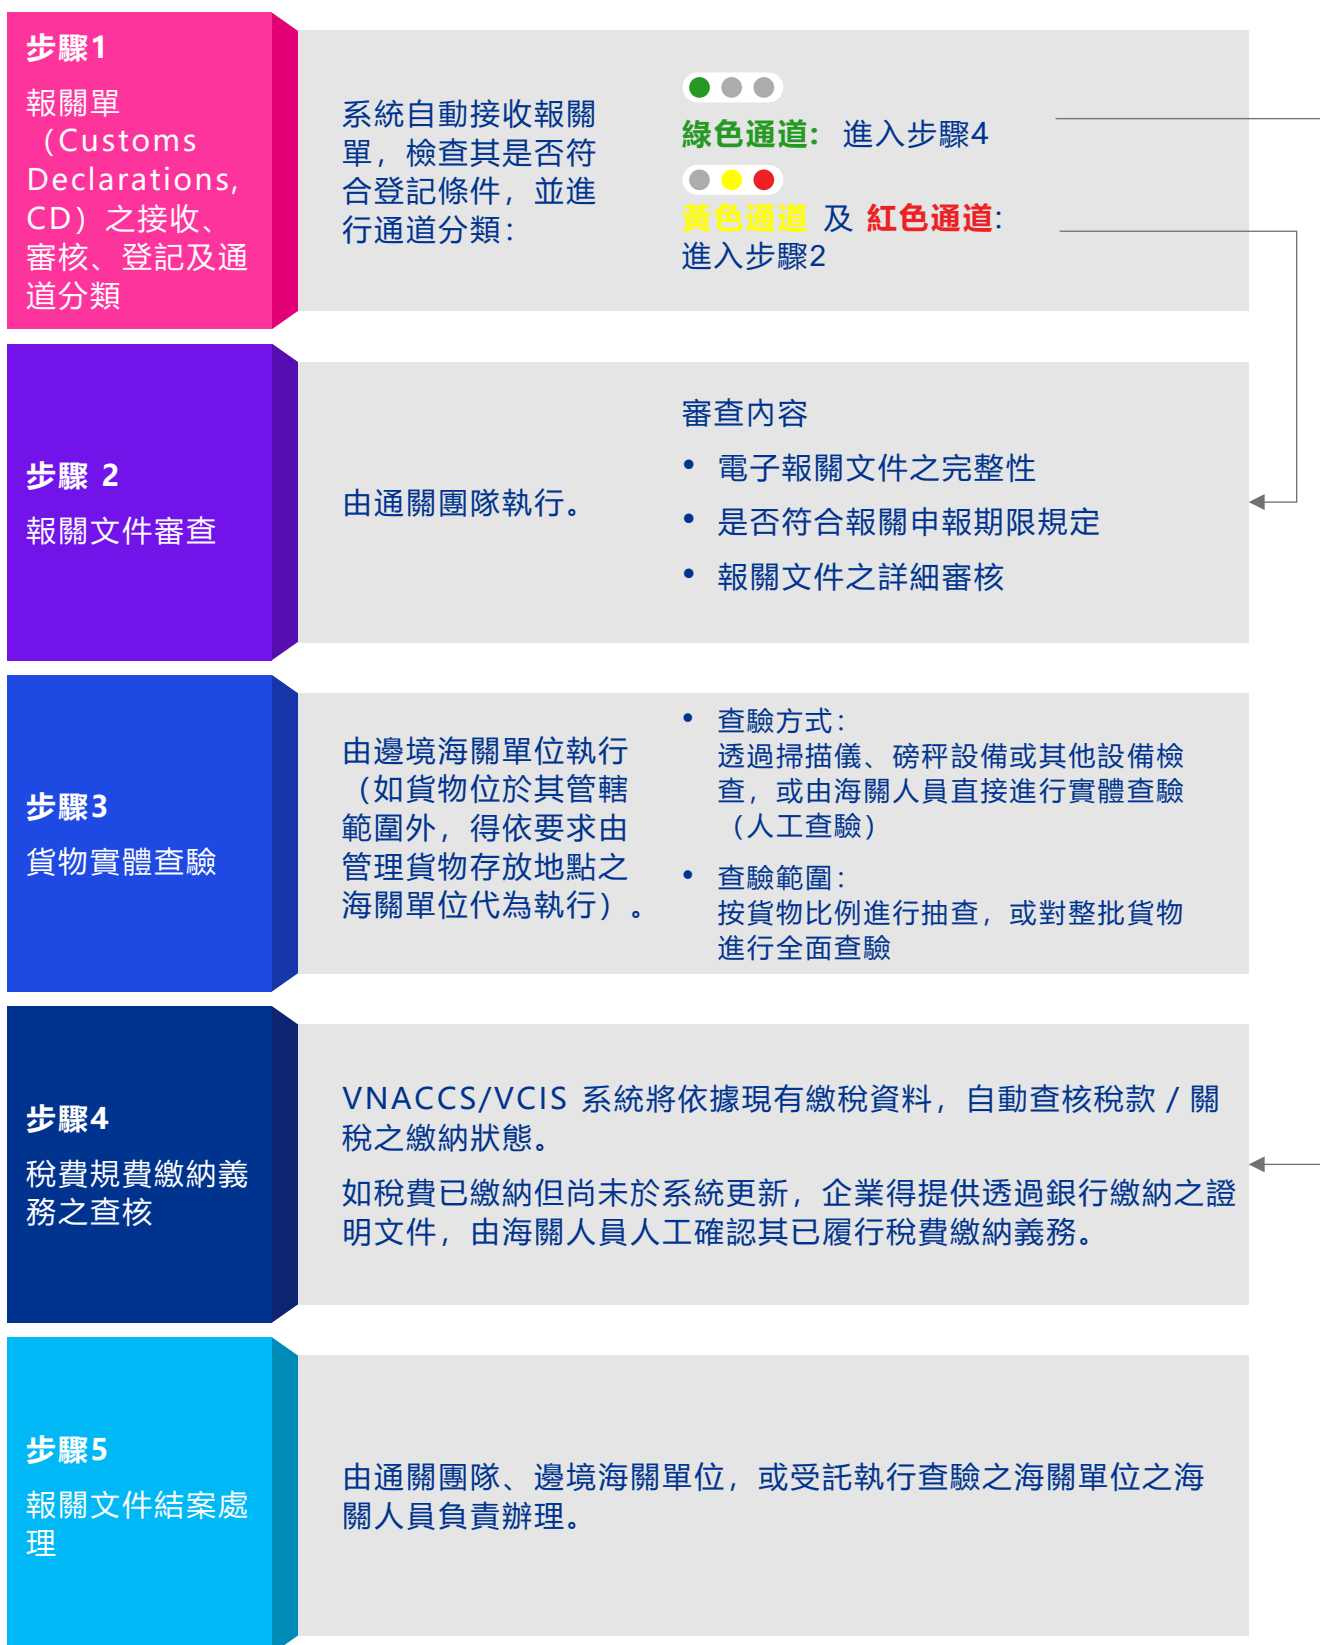 步驟1
報關單
（Customs
Declarations,
CD）之接收、
審核、登記及通
道分類
系統自動接收報關
單，檢查其是否符
合登記條件，並進
行通道分類：
綠色通道： 進入步驟4
黃色通道 及 紅色通道:
進入步驟2
步驟 2
報關文件審查
由通關團隊執行。
審查內容
• 電子報關文件之完整性
• 是否符合報關申報期限規定
• 報關文件之詳細審核
步驟3
貨物實體查驗
由邊境海關單位執行
（如貨物位於其管轄
範圍外，得依要求由
管理貨物存放地點之
海關單位代為執行）。
• 查驗方式：
透過掃描儀、磅秤設備或其他設備檢
查，或由海關人員直接進行實體查驗
（人工查驗）
• 查驗範圍：
按貨物比例進行抽查，或對整批貨物
進行全面查驗
步驟4
稅費規費繳納義
務之查核
VNACCS/VCIS 系統將依據現有繳稅資料，自動查核稅款 / 關
稅之繳納狀態。
如稅費已繳納但尚未於系統更新，企業得提供透過銀行繳納之證
明文件，由海關人員人工確認其已履行稅費繳納義務。
步驟5
報關文件結案處
理
由通關團隊、邊境海關單位，或受託執行查驗之海關單位之海
關人員負責辦理。